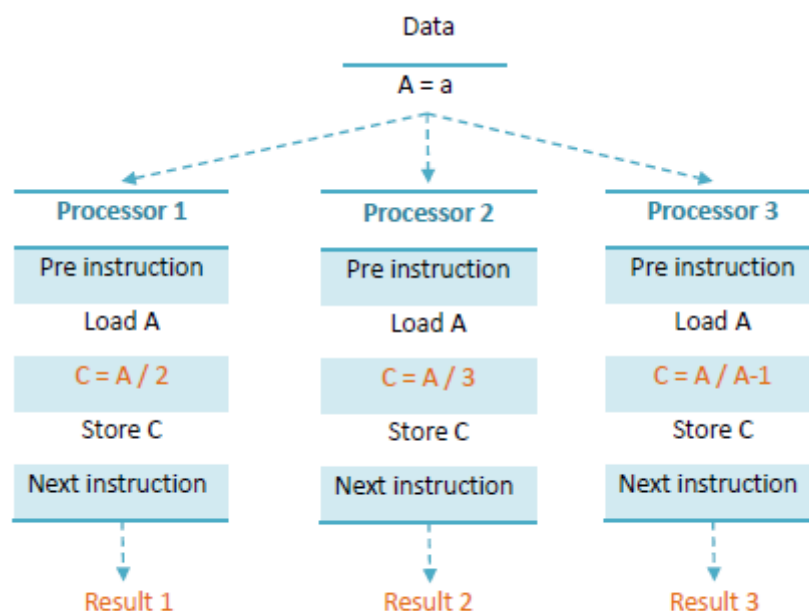 Data
A = a
Processor 1
Pre instruction
Load A
C = A / 2
Store C
Next instruction
Result 1
Processor 2
Pre instruction
Load A
C = A / 3
Store C
Next instruction
Result 2
Processor 3
Pre instruction
Load A
C = A / A-1
Store C
Next instruction
Result 3